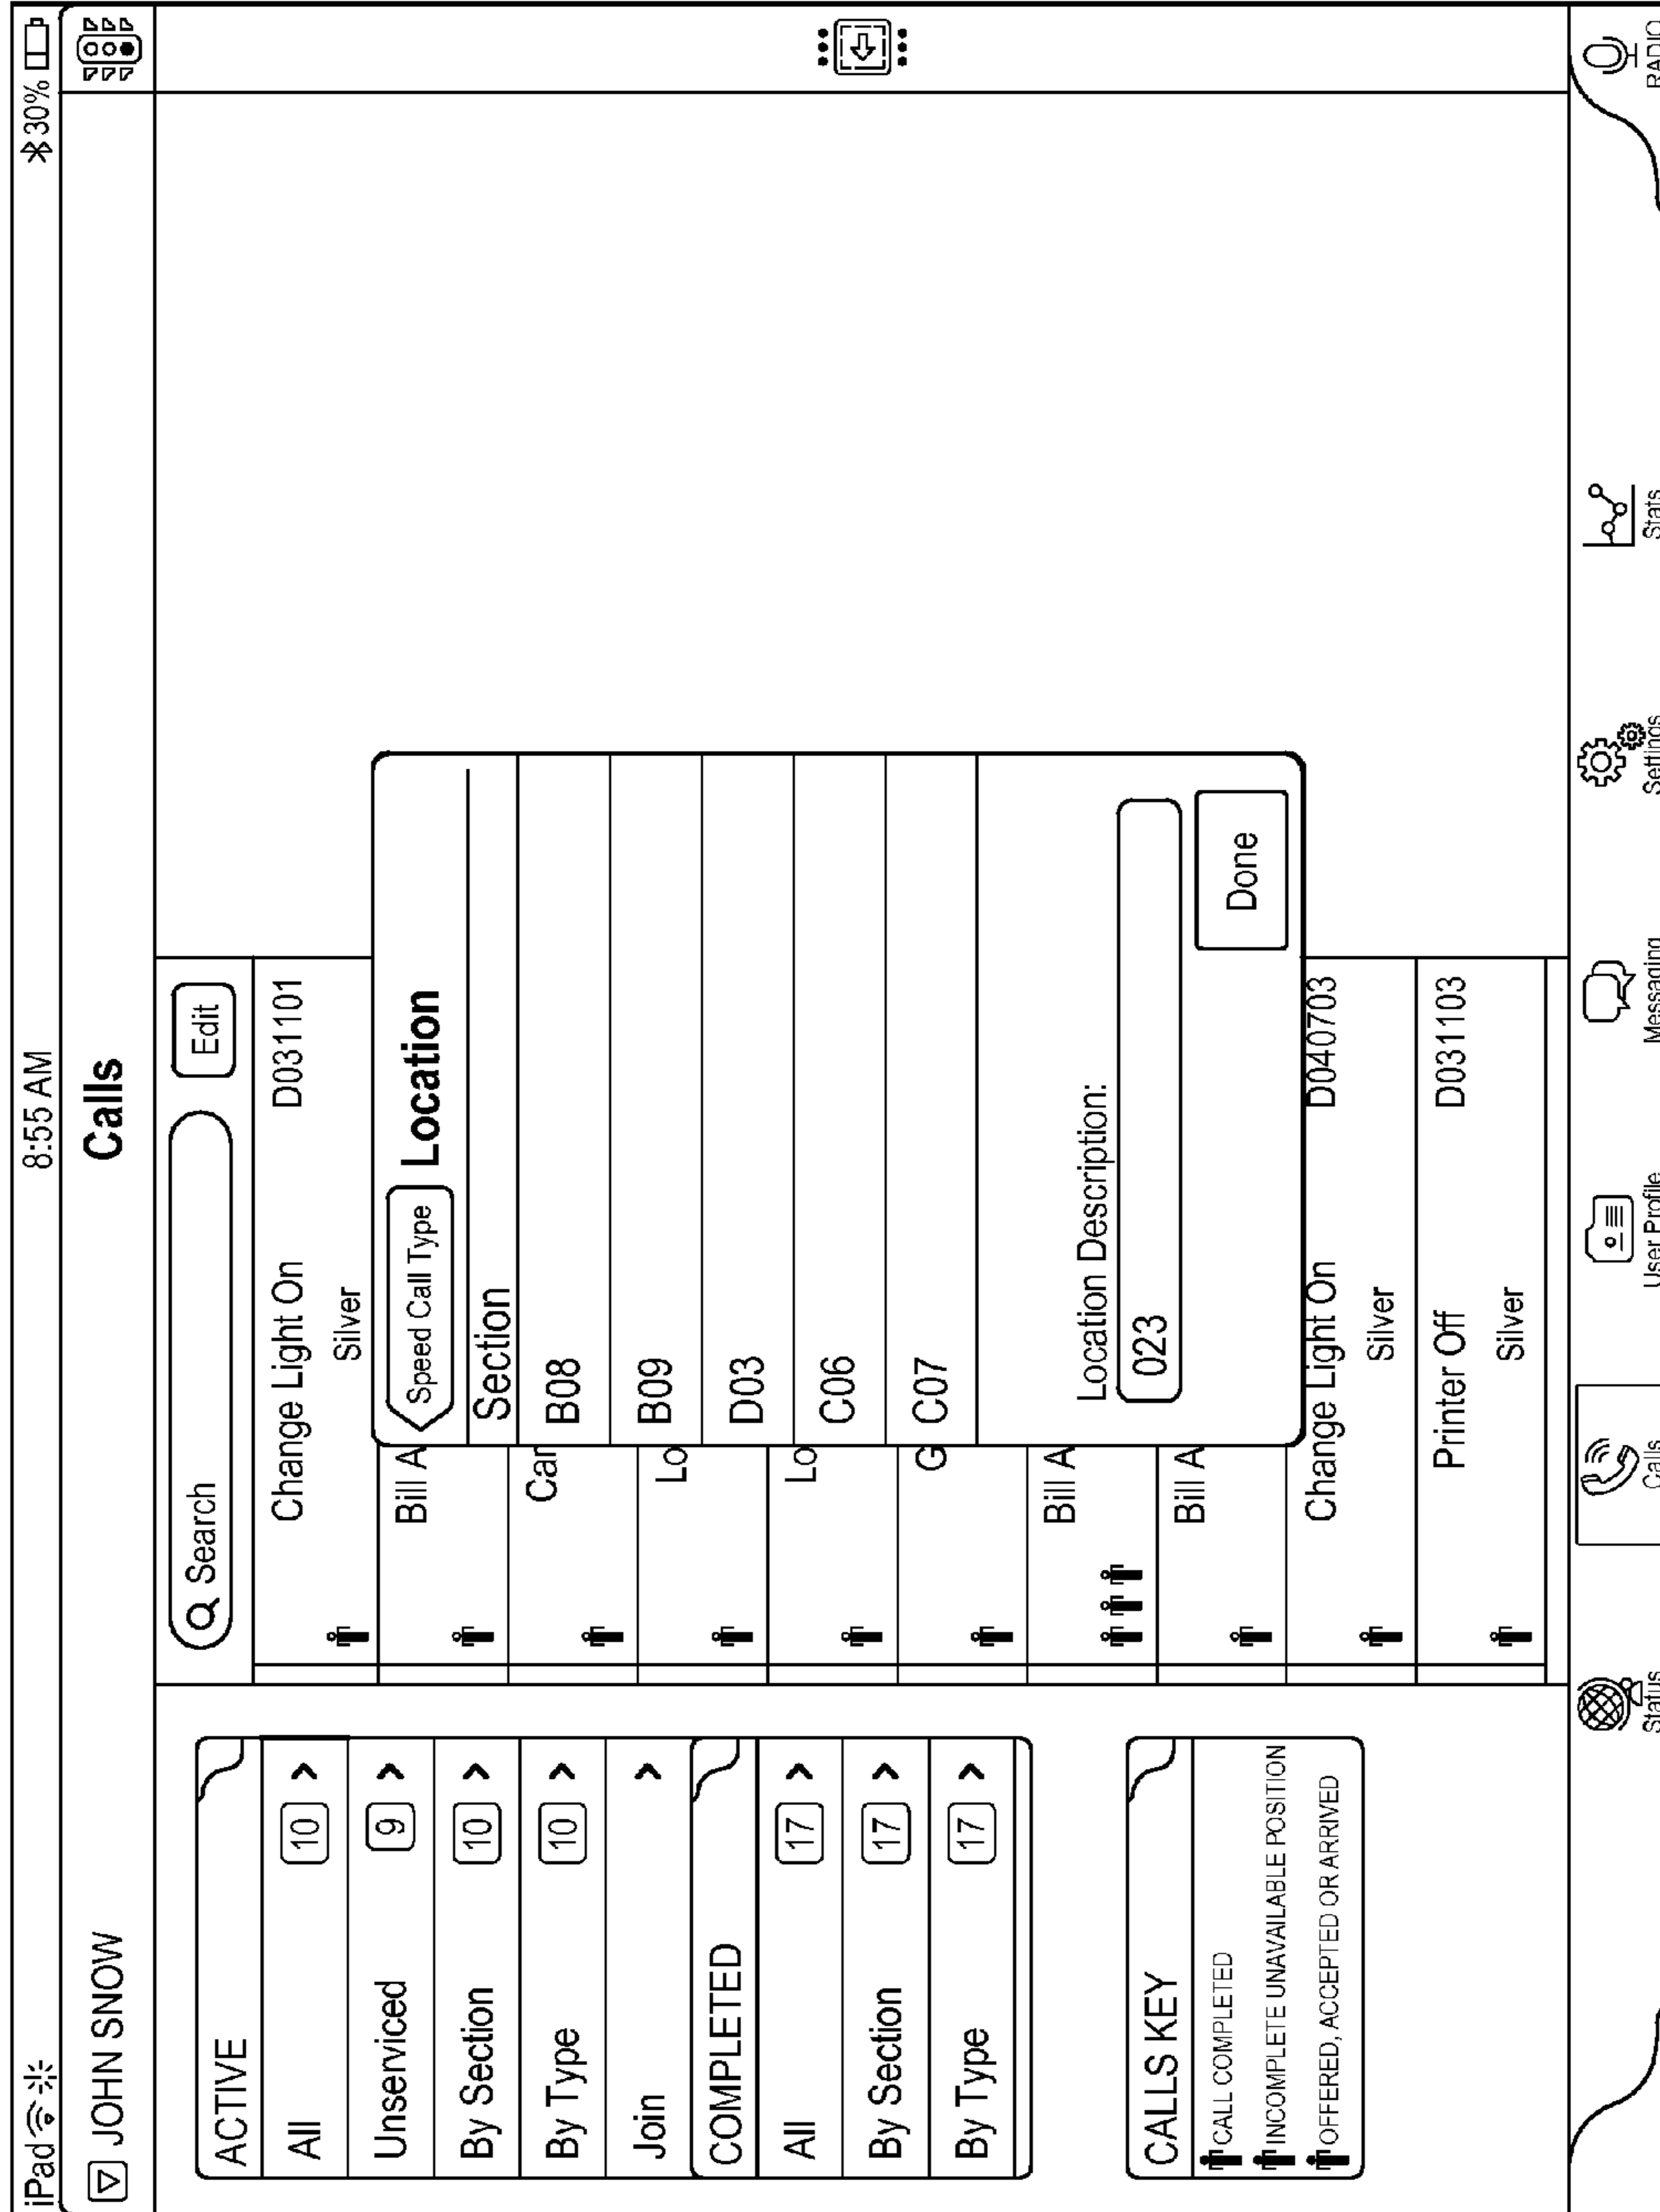 iPad 8:55 AM 30%
JOHN SNOW Calls
ACTIVE
All 10 >
Unserviced 9 >
By Section 10 >
By Type 10 >
Join >
COMPLETED
All 17 >
By Section 17 >
By Type 17 >
CALLS KEY
CALL COMPLETED
INCOMPLETE UNAVAILABLE POSITION
OFFERED, ACCEPTED OR ARRIVED
Search Edit
Change Light On D031101
Silver
Bill A
Car
Lo
Lo
G
Bill A
Bill A
Change Light On D040703
Silver
Printer Off D031103
Silver
Speed Call Type Location
Section
B08
B09
D03
C06
C07
Location Description:
023
Done
Status Calls User Profile Messaging Settings Stats RADIO